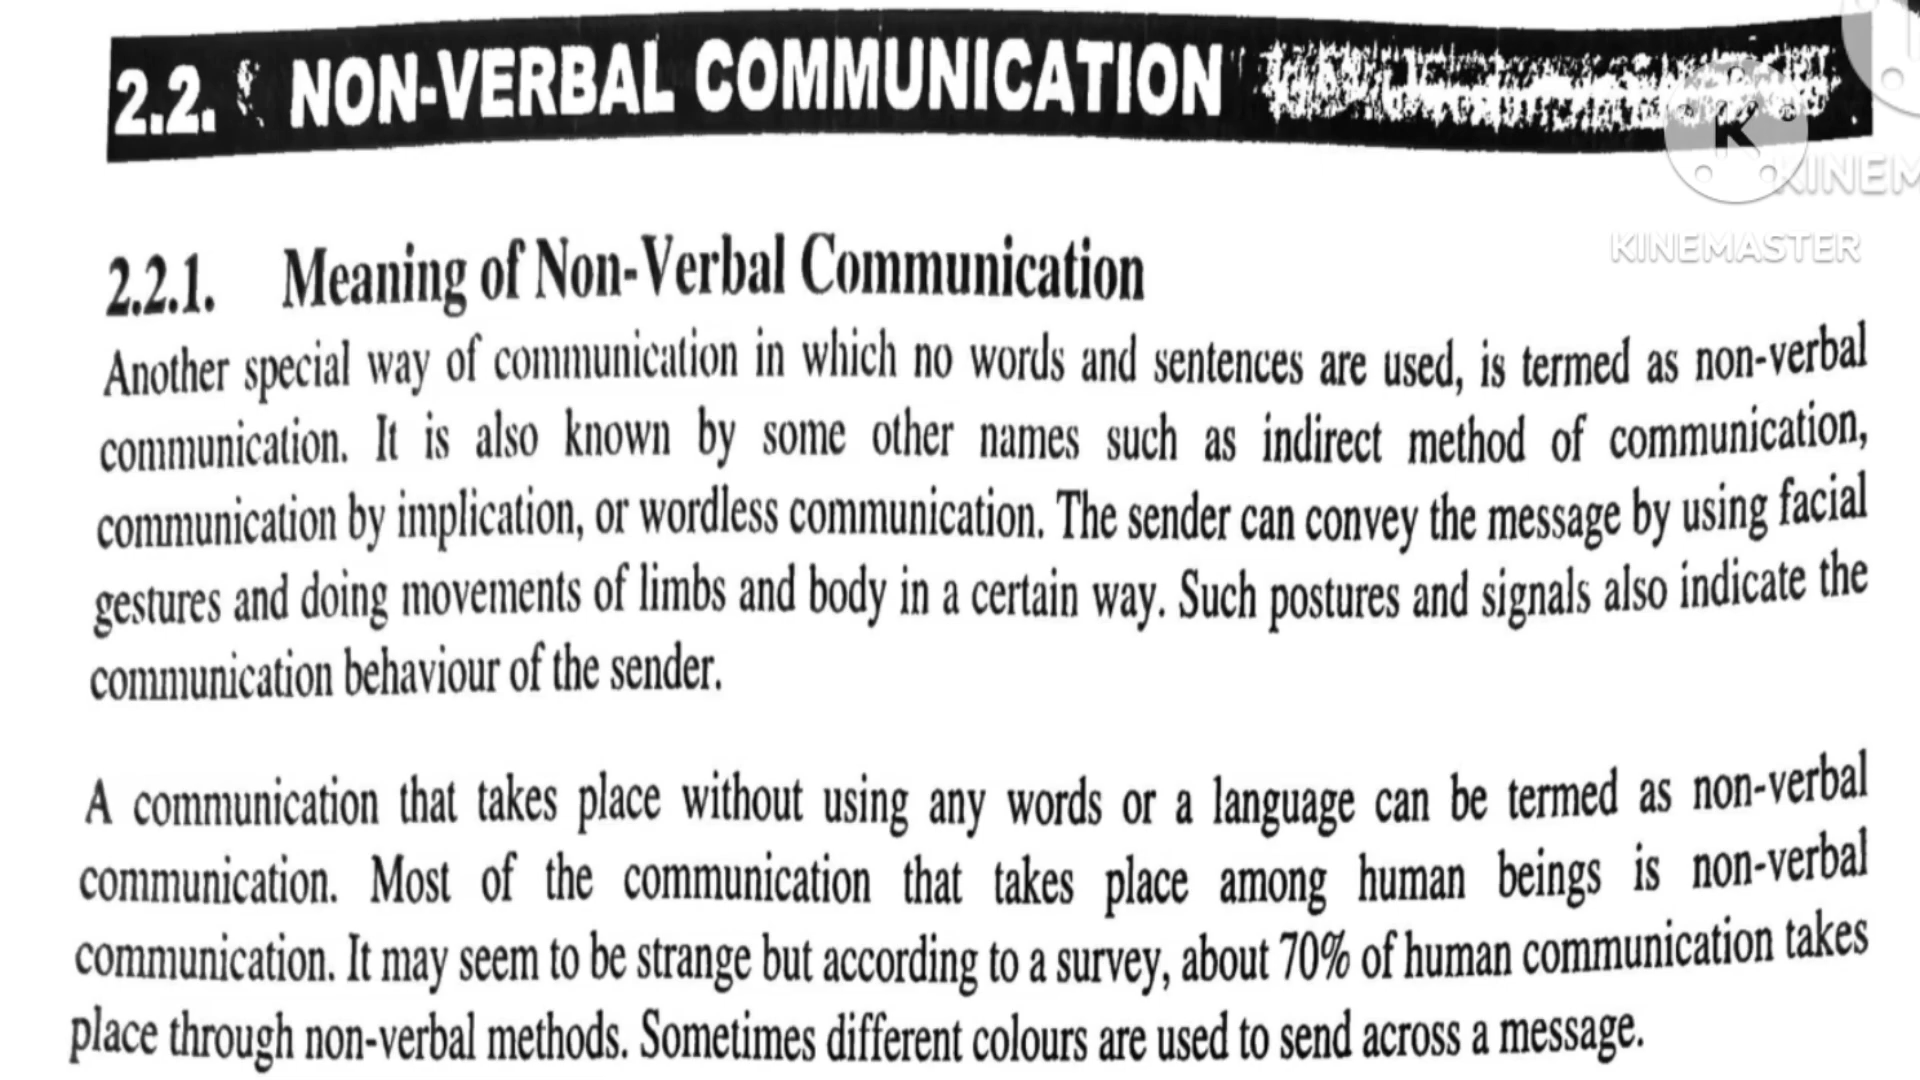 2.2. NON-VERBAL COMMUNICATION
KINEM
KINEMASTER
2.2.1. Meaning of Non-Verbal Communication
Another special way of communication in which no words and sentences are used, is termed as non-verbal
communication. It is also known by some other names such as indirect method of communication,
communication by implication, or wordless communication. The sender can convey the message by using facial
gestures and doing movements of limbs and body in a certain way. Such postures and signals also indicate the
communication behaviour of the sender.
A communication that takes place without using any words or a language can be termed as non-verbal
communication. Most of the communication that takes place among human beings is non-verbal
communication. It may seem to be strange but according to a survey, about 70% of human communication takes
place through non-verbal methods. Sometimes different colours are used to send across a message.